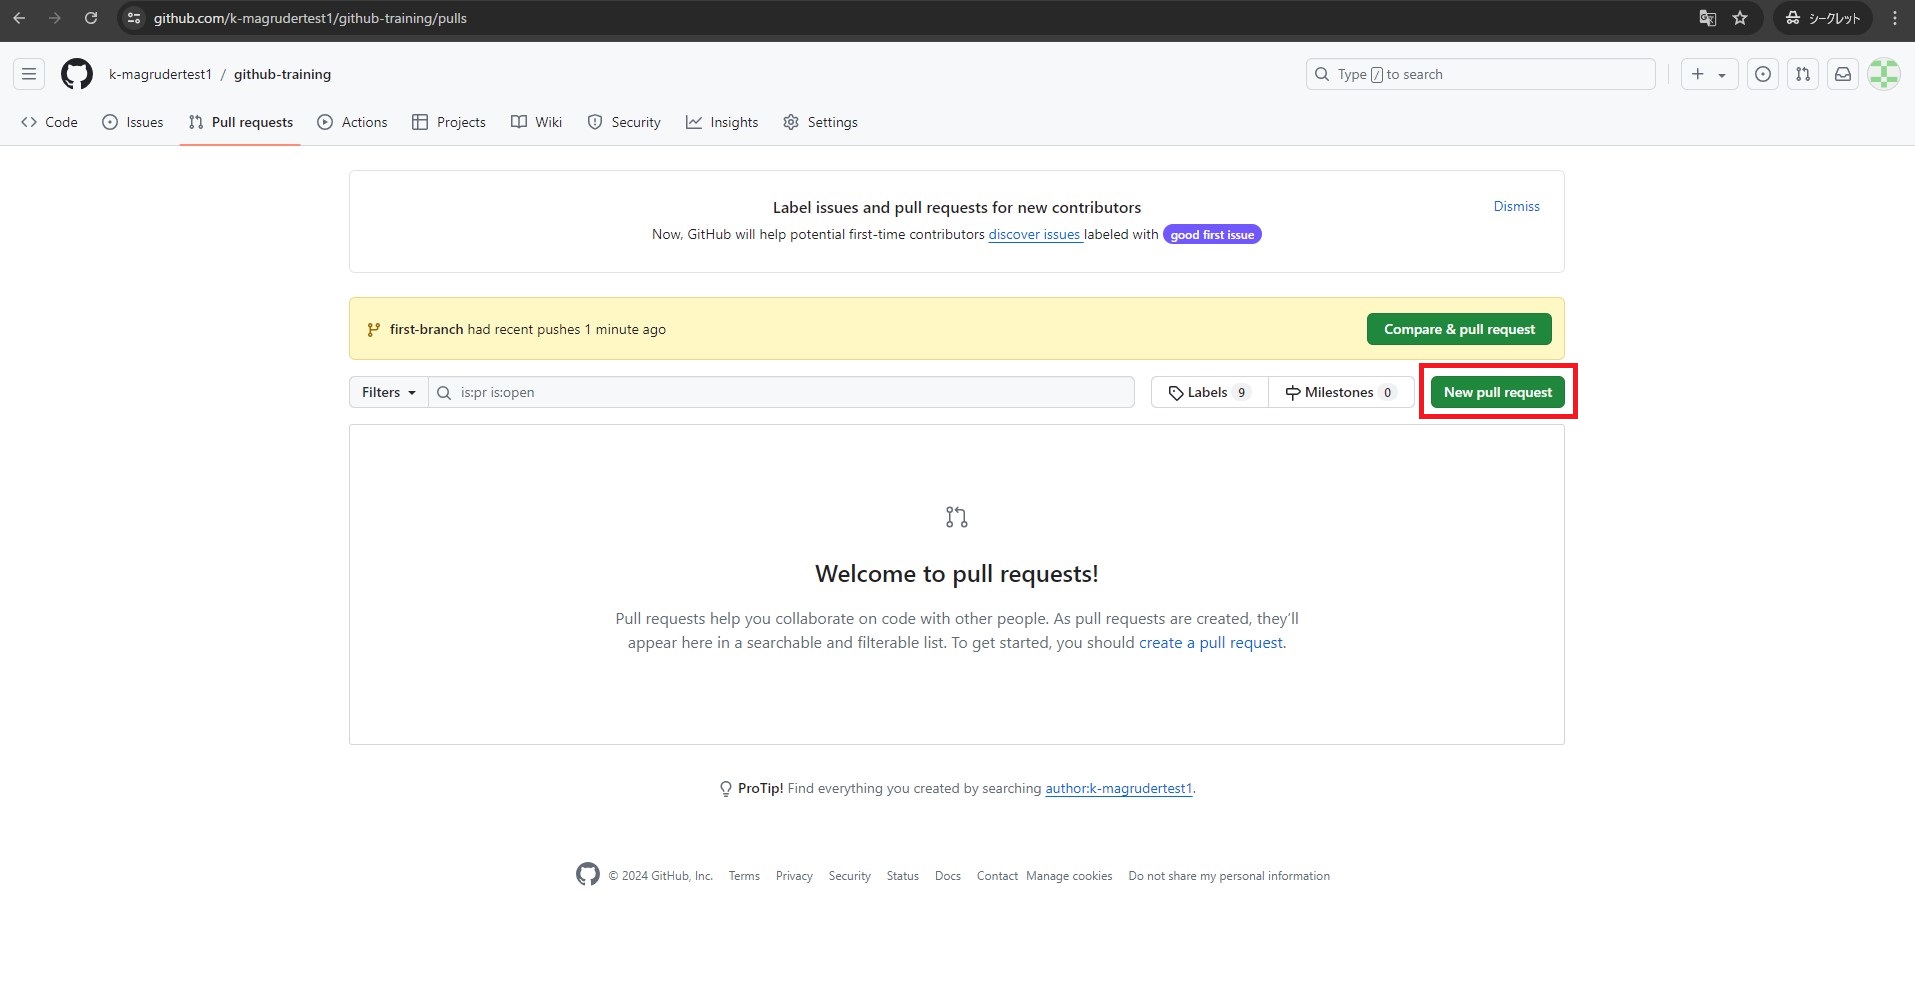 github.com/k-magrudertest1/github-training/pulls シークレット
k-magrudertest1 / github-training Type / to search
Code Issues Pull requests Actions Projects Wiki Security Insights Settings
Label issues and pull requests for new contributors Dismiss
Now, GitHub will help potential first-time contributors discover issues labeled with good first issue
first-branch had recent pushes 1 minute ago Compare & pull request
Filters is:pr is:open Labels 9 Milestones 0 New pull request
Welcome to pull requests!
Pull requests help you collaborate on code with other people. As pull requests are created, they’ll
appear here in a searchable and filterable list. To get started, you should create a pull request.
ProTip! Find everything you created by searching author:k-magrudertest1.
© 2024 GitHub, Inc. Terms Privacy Security Status Docs Contact Manage cookies Do not share my personal information